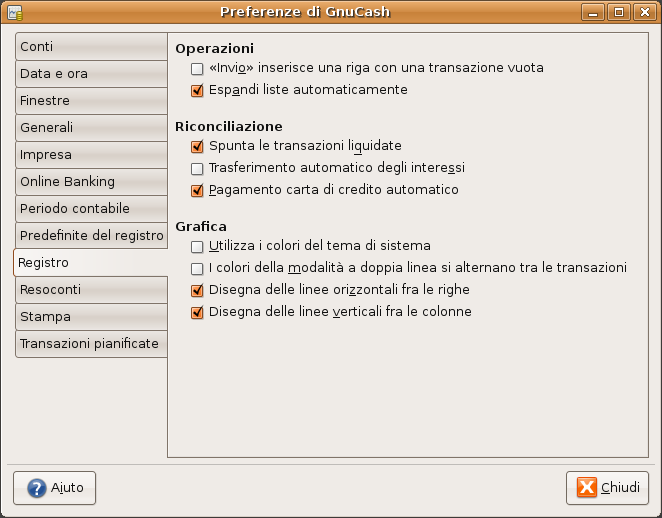 Preferenze di GnuCash
Conti
Data e ora
Finestre
Generali
Impresa
Online Banking
Periodo contabile
Predefinite del registro
Registro
Resoconti
Stampa
Transazioni pianificate
Operazioni
«Invio» inserisce una riga con una transazione vuota
Espandi liste automaticamente
Riconciliazione
Spunta le transazioni liquidate
Trasferimento automatico degli interessi
Pagamento carta di credito automatico
Grafica
Utilizza i colori del tema di sistema
I colori della modalità a doppia linea si alternano tra le transazioni
Disegna delle linee orizzontali fra le righe
Disegna delle linee verticali fra le colonne
Aiuto
Chiudi